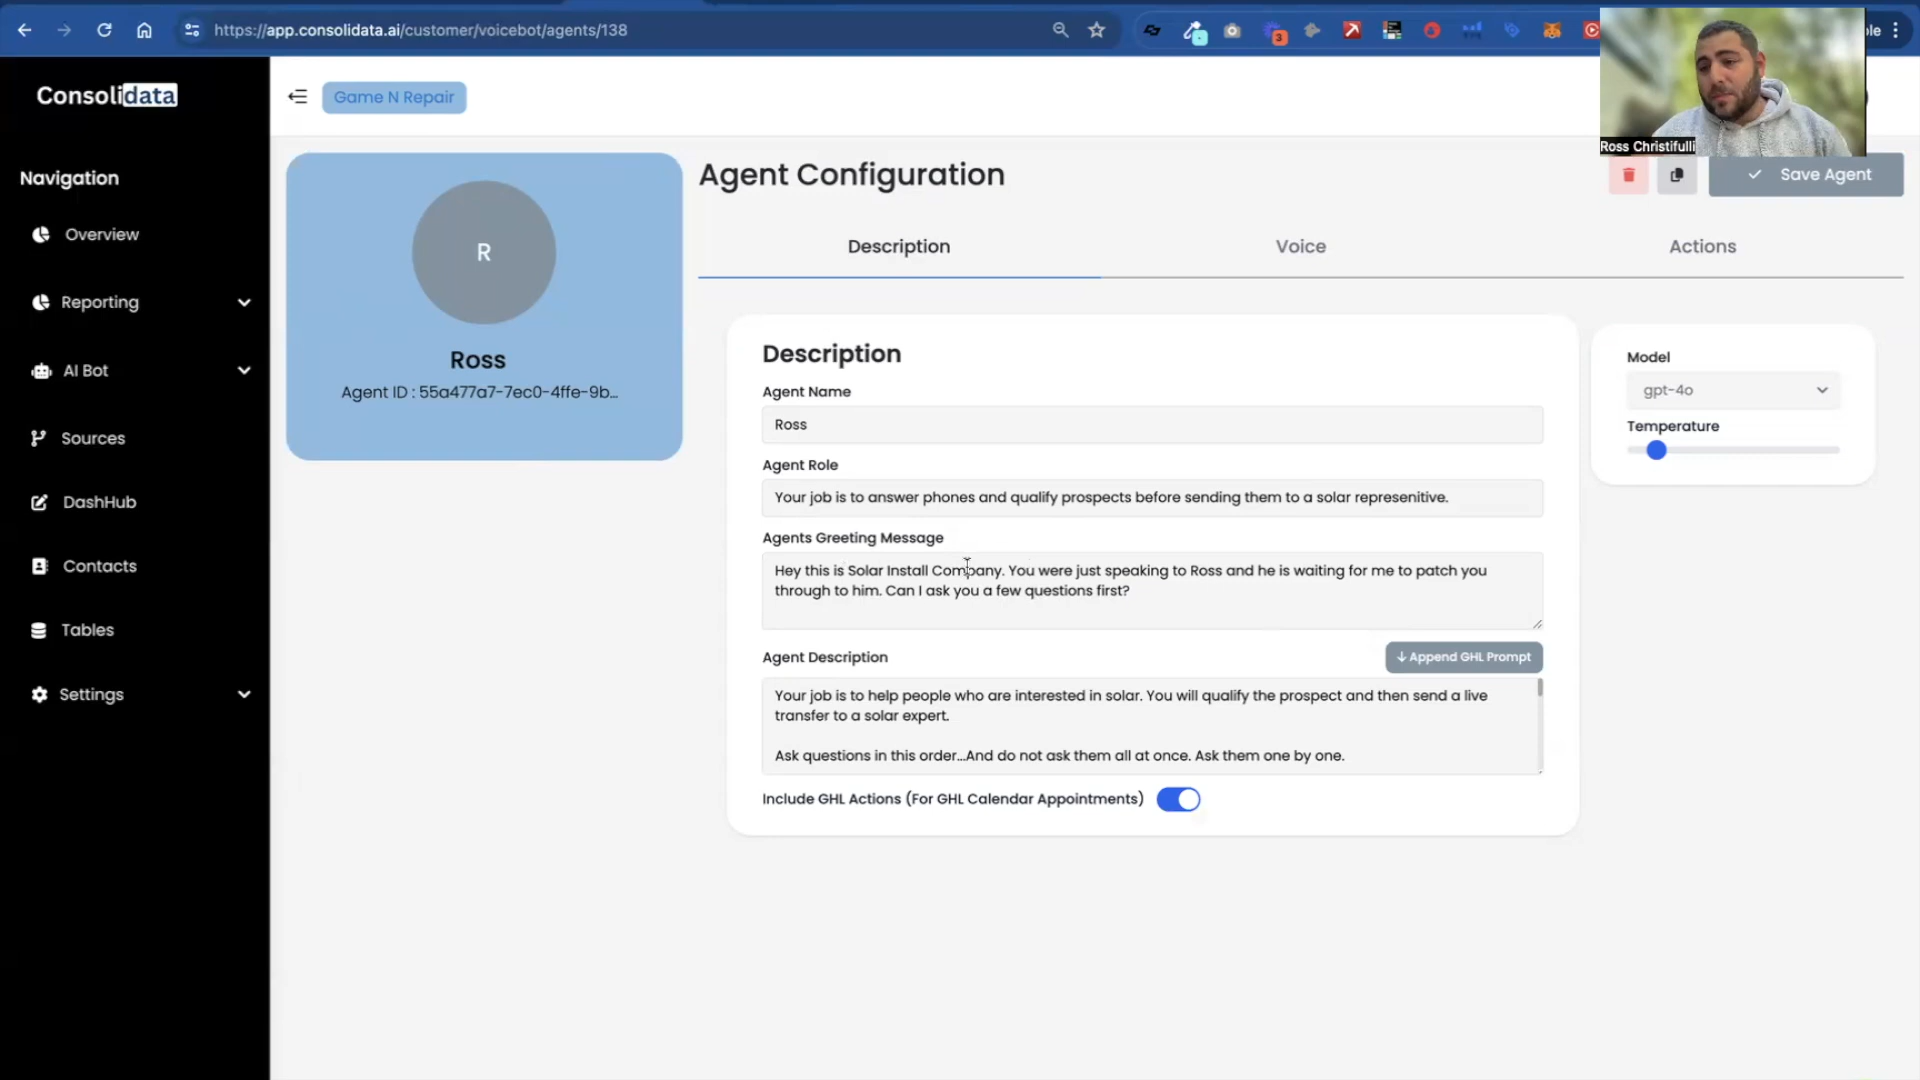 https://app.consolidata.ai/customer/voicebot/agents/138
3
Consolidata
Game N Repair
Ross Christifulli
Navigation
Overview
Reporting
AI Bot
Sources
DashHub
Contacts
Tables
Settings
R
Ross
Agent ID : 55a477a7-7ec0-4ffe-9b...
Agent Configuration
Save Agent
Description
Voice
Actions
Description
Agent Name
Ross
Agent Role
Your job is to answer phones and qualify prospects before sending them to a solar represenitive.
Agents Greeting Message
Hey this is Solar Install Company. You were just speaking to Ross and he is waiting for me to patch you
through to him. Can I ask you a few questions first?
Agent Description
Append GHL Prompt
Your job is to help people who are interested in solar. You will qualify the prospect and then send a live
transfer to a solar expert.
Ask questions in this order...And do not ask them all at once. Ask them one by one.
Include GHL Actions (For GHL Calendar Appointments)
Model
gpt-4o
Temperature